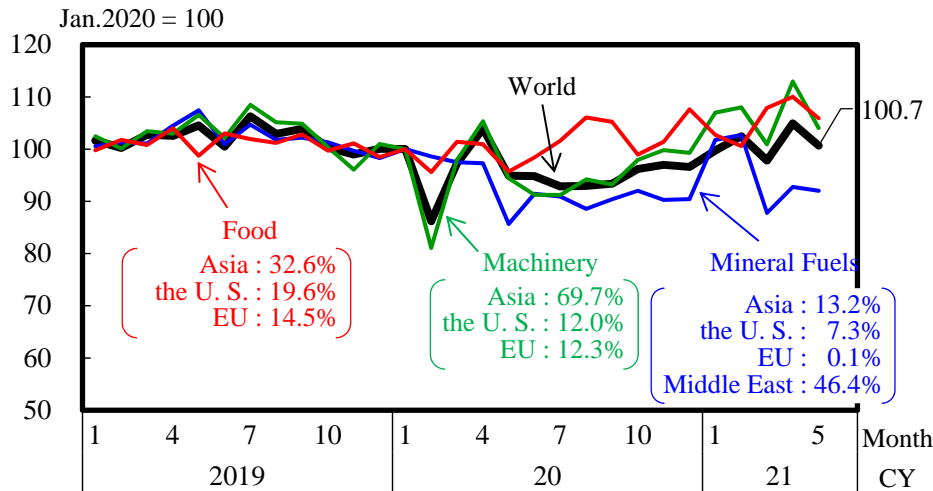 Jan.2020 = 100
120
110
100
90
80
70
60
50
World
100.7
Food
Asia : 32.6%
the U. S. : 19.6%
EU : 14.5%
Machinery
Asia : 69.7%
the U. S. : 12.0%
EU : 12.3%
Mineral Fuels
Asia : 13.2%
the U. S. : 7.3%
EU : 0.1%
Middle East : 46.4%
1 4 7 10 1 4 7 10 1 5 Month
2019 20 21 CY